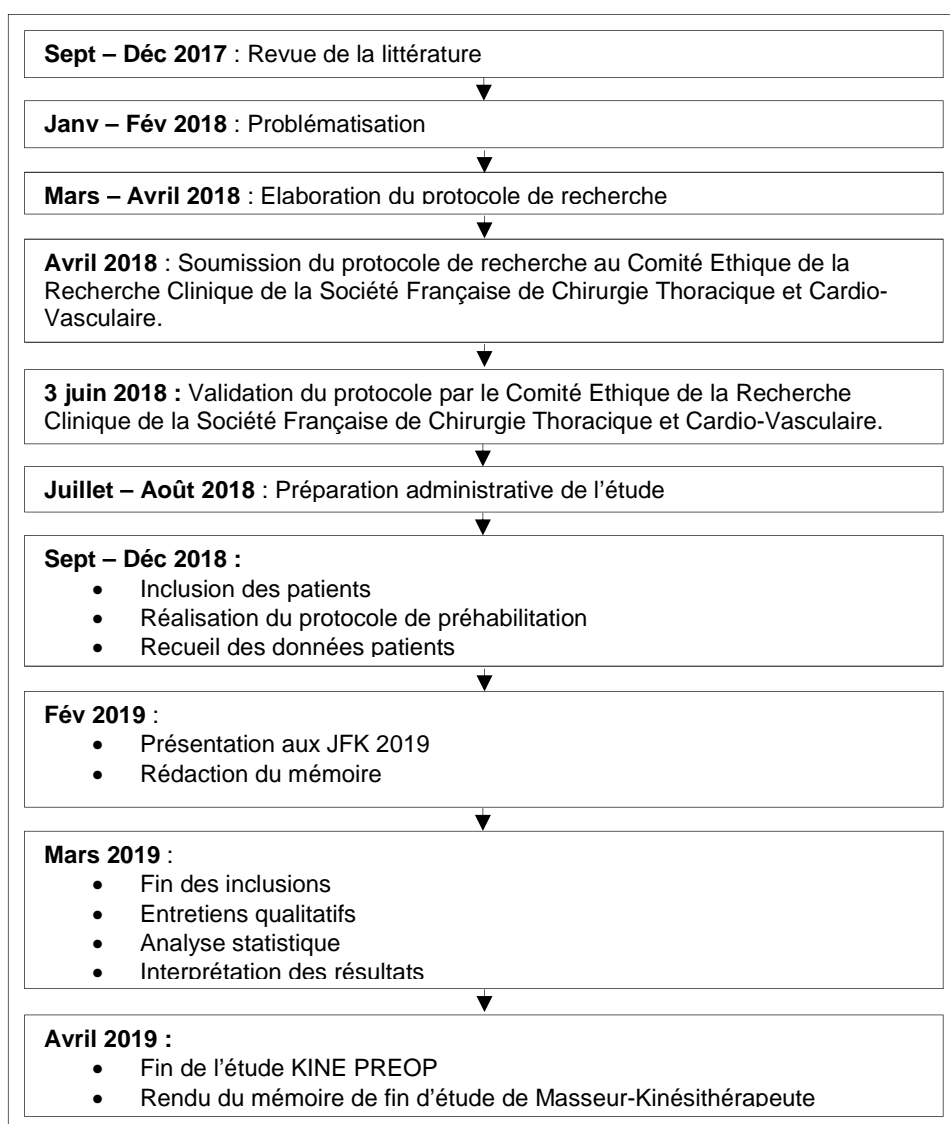 Sept – Déc 2017 : Revue de la littérature
Janv – Fév 2018 : Problématisation
Mars – Avril 2018 : Elaboration du protocole de recherche
Avril 2018 : Soumission du protocole de recherche au Comité Ethique de la
Recherche Clinique de la Société Française de Chirurgie Thoracique et Cardio-
Vasculaire.
3 juin 2018 : Validation du protocole par le Comité Ethique de la Recherche
Clinique de la Société Française de Chirurgie Thoracique et Cardio-Vasculaire.
Juillet – Août 2018 : Préparation administrative de l’étude
Sept – Déc 2018 :
• Inclusion des patients
• Réalisation du protocole de préhabilitation
• Recueil des données patients
Fév 2019 :
• Présentation aux JFK 2019
• Rédaction du mémoire
Mars 2019 :
• Fin des inclusions
• Entretiens qualitatifs
• Analyse statistique
• Interprétation des résultats
Avril 2019 :
• Fin de l’étude KINE PREOP
• Rendu du mémoire de fin d’étude de Masseur-Kinésithérapeute